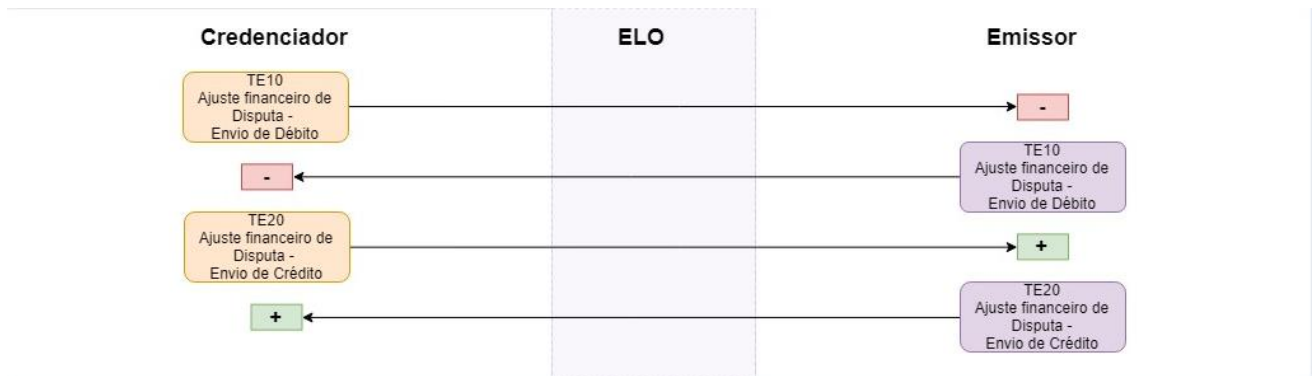 Credenciador
ELO
Emissor
TE10
Ajuste financeiro de
Disputa -
Envio de Débito
-
TE10
Ajuste financeiro de
Disputa -
Envio de Débito
-
TE20
Ajuste financeiro de
Disputa -
Envio de Crédito
+
TE20
Ajuste financeiro de
Disputa -
Envio de Crédito
+